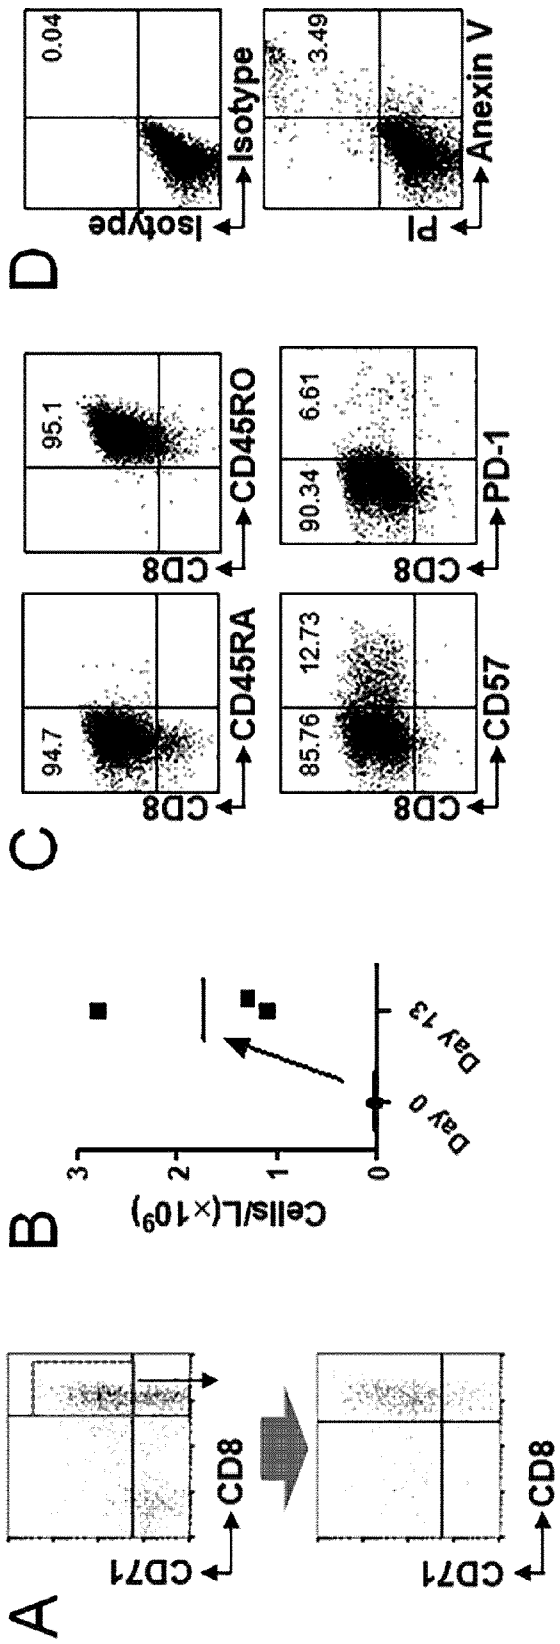 A
CD71
CD8
CD71
CD8
B
Cells/L(×10⁹)
3
2
1
0
Day 0
Day 13
C
94.7
CD8
CD45RA
95.1
CD8
CD45RO
85.76
12.73
CD8
CD57
90.34
6.61
CD8
PD-1
D
0.04
Isotype
Isotype
3.49
PI
Anexin V